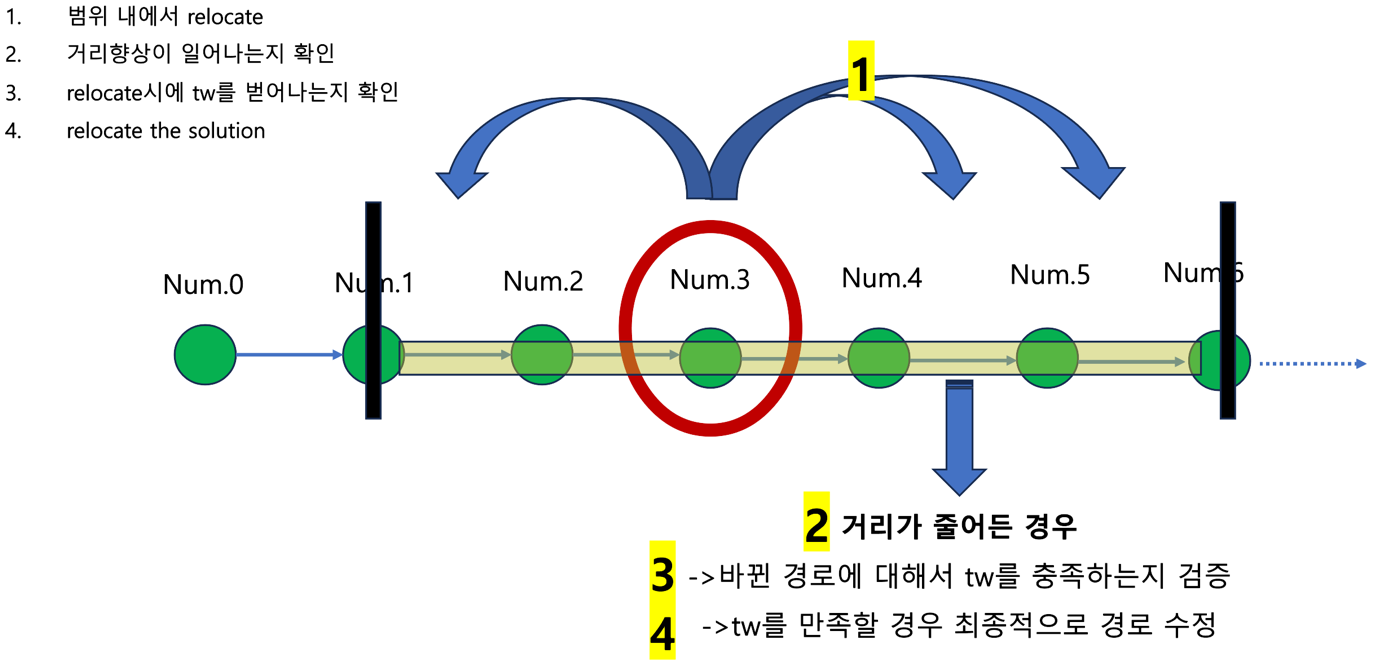 1. 범위 내에서 relocate
2. 거리향상이 일어나는지 확인
3. relocate시에 tw를 벋어나는지 확인
4. relocate the solution
1
Num.0
Num.1
Num.2
Num.3
Num.4
Num.5
Num.6
2 거리가 줄어든 경우
3 ->바뀐 경로에 대해서 tw를 충족하는지 검증
4 ->tw를 만족할 경우 최종적으로 경로 수정